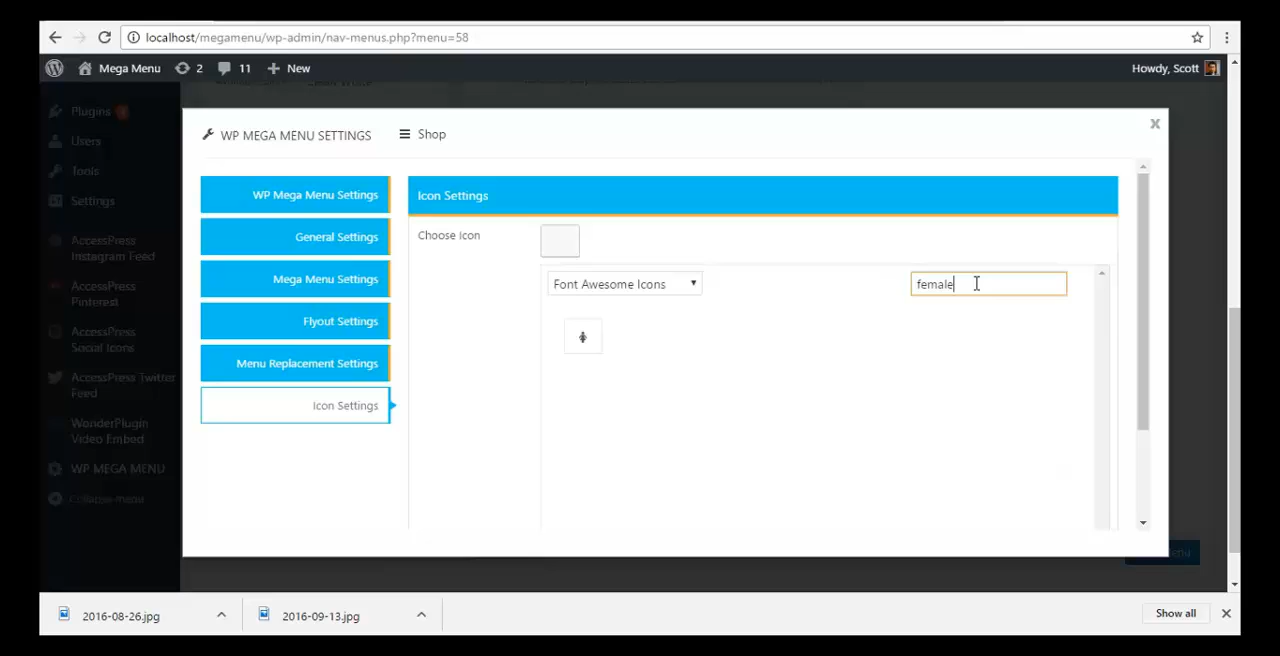 localhost/megamenu/wp-admin/nav-menus.php?menu=58
Mega Menu 2 11 New
Howdy, Scott
Plugins
Users
Tools
Settings
AccessPress
Instagram Feed
AccessPress
Pinterest
AccessPress
Social Icons
AccessPress Twitter
Feed
WonderPlugin
Video Embed
WP MEGA MENU
Collapse menu
WP MEGA MENU SETTINGS
Shop
x
WP Mega Menu Settings
General Settings
Mega Menu Settings
Flyout Settings
Menu Replacement Settings
Icon Settings
Icon Settings
Choose Icon
Font Awesome Icons
female
2016-08-26.jpg
2016-09-13.jpg
Show all